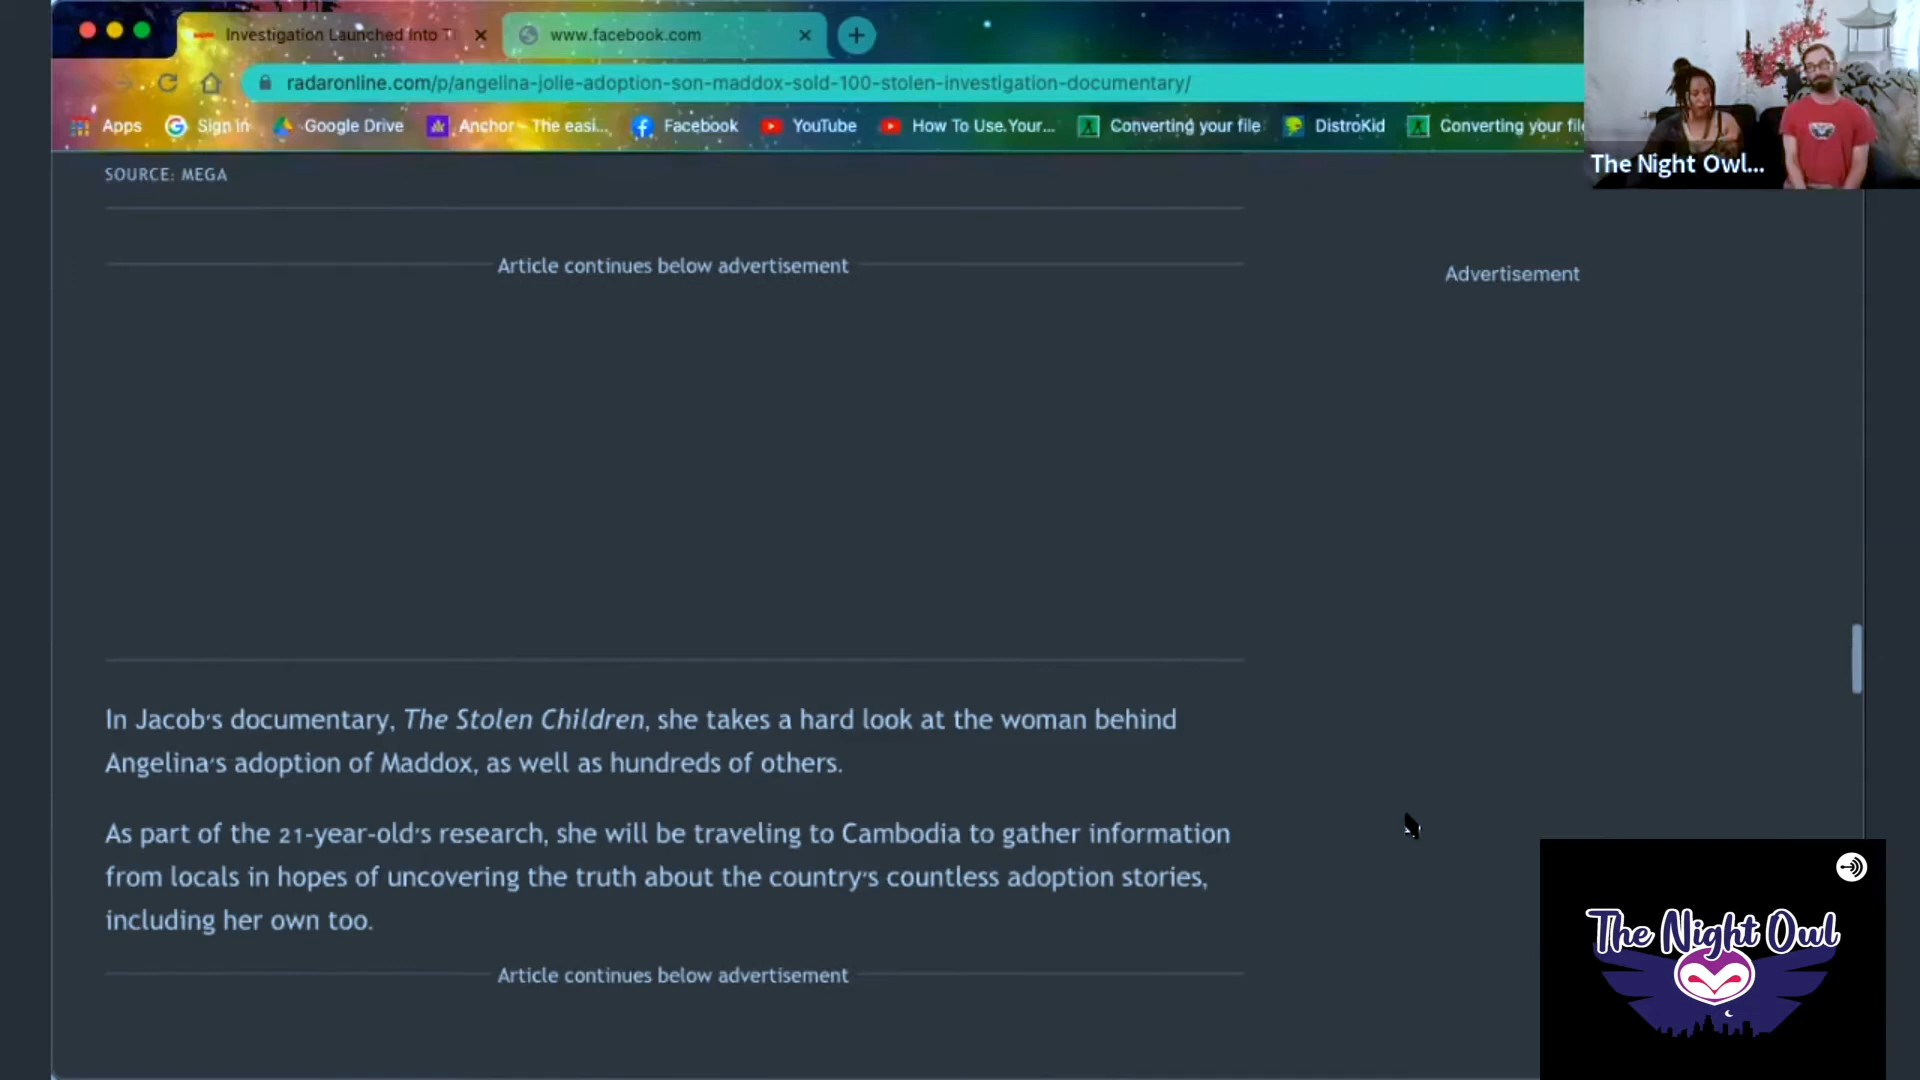 Investigation Launched Into T
www.facebook.com
radaronline.com/p/angelina-jolie-adoption-son-maddox-sold-100-stolen-investigation-documentary/
Apps
Sign in
Google Drive
Anchor - The easi...
Facebook
YouTube
How To Use Your...
Converting your file
DistroKid
Converting your file
The Night Owl...
SOURCE: MEGA
Article continues below advertisement
Advertisement
In Jacob's documentary, The Stolen Children, she takes a hard look at the woman behind
Angelina's adoption of Maddox, as well as hundreds of others.
As part of the 21-year-old's research, she will be traveling to Cambodia to gather information
from locals in hopes of uncovering the truth about the country's countless adoption stories,
including her own too.
Article continues below advertisement
The Night Owl